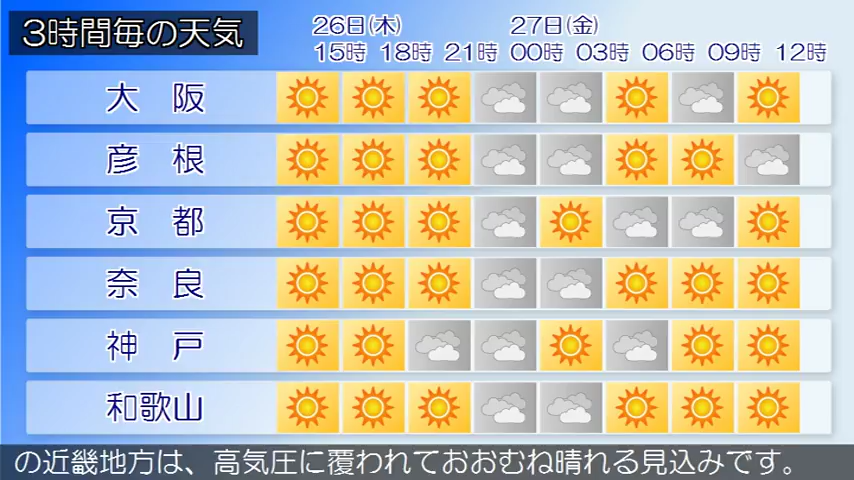 3時間毎の天気
26日(木) 27日(金)
15時 18時 21時 00時 03時 06時 09時 12時
大 阪
彦 根
京 都
奈 良
神 戸
和歌山
の近畿地方は、高気圧に覆われておおむね晴れる見込みです。